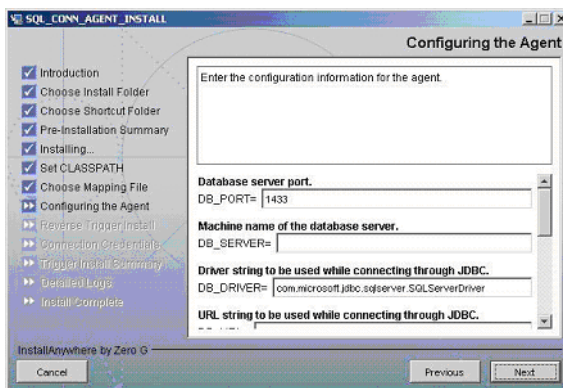 SQL_CONN_AGENT_INSTALL
Configuring the Agent
Introduction
Choose Install Folder
Choose Shortcut Folder
Pre-Installation Summary
Installing...
Set CLASSPATH
Choose Mapping File
Configuring the Agent
Reverse Trigger Install
Connection Credentials
Trigger Install Summary
Detailed Logs
Install Complete
Enter the configuration information for the agent.
Database server port.
DB_PORT= 1433
Machine name of the database server.
DB_SERVER=
Driver string to be used while connecting through JDBC.
DB_DRIVER= com.microsoft.jdbc.sqlserver.SQLServerDriver
URL string to be used while connecting through JDBC.
InstallAnywhere by Zero G
Cancel
Previous
Next